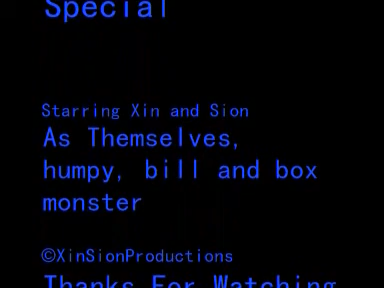 Special
Starring Xin and Sion
As Themselves,
humpy, bill and box
monster
©XinSionProductions
Thanks For Watching